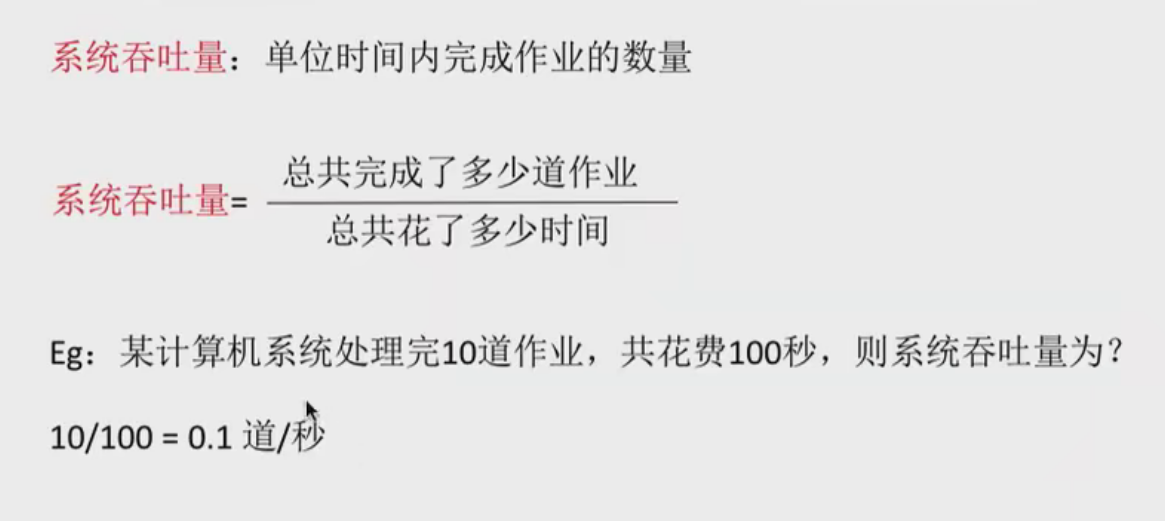 系统吞吐量：单位时间内完成作业的数量
系统吞吐量= 总共完成了多少道作业
总共花了多少时间
Eg：某计算机系统处理完10道作业，共花费100秒，则系统吞吐量为？
10/100 = 0.1 道/秒